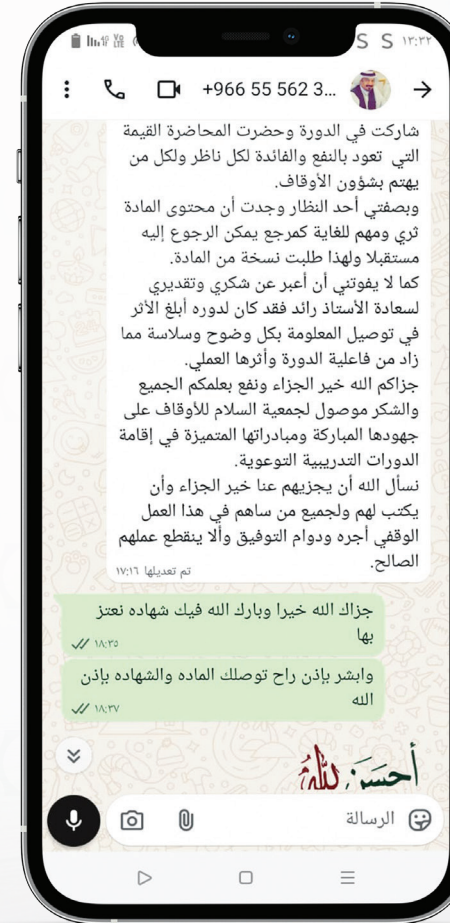 ١٣:٣٢ S S
4G Vo LTE
+966 55 562 3...
شاركت في الدورة وحضرت المحاضرة القيمة
التي تعود بالنفع والفائدة لكل ناظر ولكل من
يهتم بشؤون الأوقاف.
وبصفتي أحد النظار وجدت أن محتوى المادة
ثري ومهم للغاية كمرجع يمكن الرجوع إليه
مستقبلا ولهذا طلبت نسخة من المادة.
كما لا يفوتني أن أعبر عن شكري وتقديري
لسعادة الأستاذ رائد فقد كان لدوره أبلغ الأثر
في توصيل المعلومة بكل وضوح وسلاسة مما
زاد من فاعلية الدورة وأثرها العملي.
جزاكم الله خير الجزاء ونفع بعلمكم الجميع
والشكر موصول لجمعية السلام للأوقاف على
جهودها المباركة ومبادراتها المتميزة في إقامة
الدورات التدريبية التوعوية.
نسأل الله أن يجزيهم عنا خير الجزاء وأن
يكتب لهم ولجميع من ساهم في هذا العمل
الوقفي أجره ودوام التوفيق وألا ينقطع عملهم
الصالح.
تم تعديلها ١٧:١٦
جزاك الله خيرا وبارك الله فيك شهاده نعتز
بها
١٨:٣٥
وابشر بإذن راح توصلك الماده والشهاده بإذن
الله
١٨:٣٧
أحسن الله
الرسالة